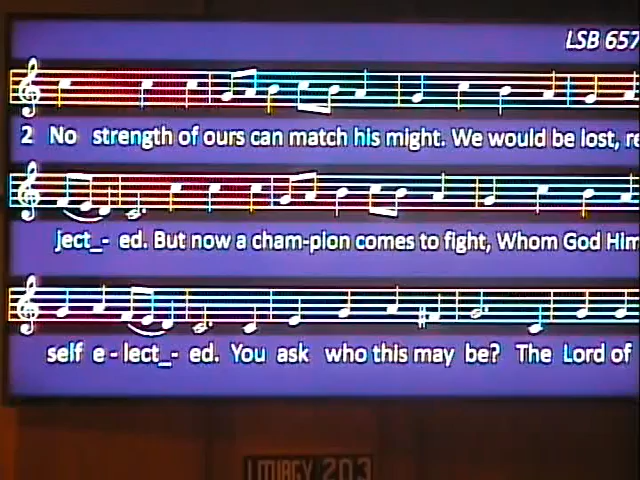 LSB 657
2 No strength of ours can match his might. We would be lost, re
ject_- ed. But now a cham-pion comes to fight, Whom God Him
self e - lect_- ed. You ask who this may be? The Lord of
LITURGY 203